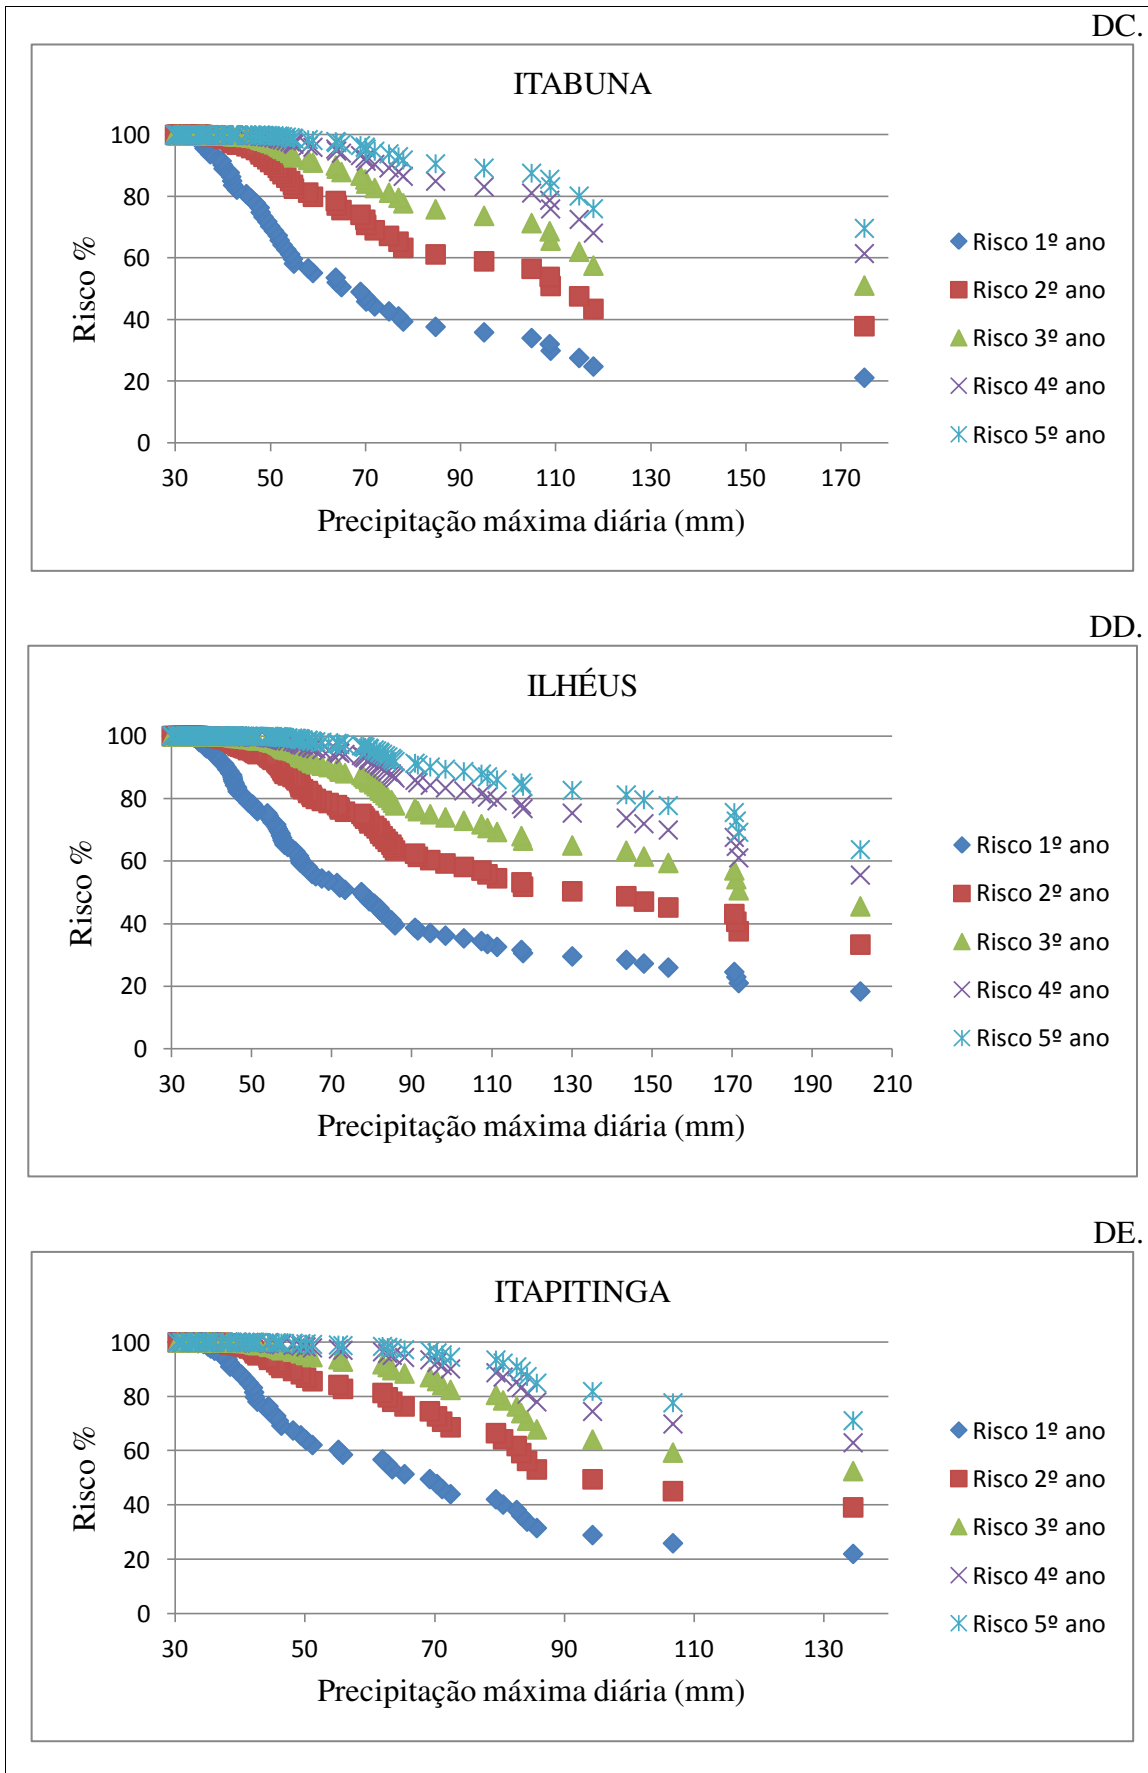 DC.
ITABUNA
Risco %
100
80
60
40
20
0
30 50 70 90 110 130 150 170
Precipitação máxima diária (mm)
Risco 1º ano
Risco 2º ano
Risco 3º ano
Risco 4º ano
Risco 5º ano
DD.
ILHÉUS
Risco %
100
80
60
40
20
0
30 50 70 90 110 130 150 170 190 210
Precipitação máxima diária (mm)
Risco 1º ano
Risco 2º ano
Risco 3º ano
Risco 4º ano
Risco 5º ano
DE.
ITAPITINGA
Risco %
100
80
60
40
20
0
30 50 70 90 110 130
Precipitação máxima diária (mm)
Risco 1º ano
Risco 2º ano
Risco 3º ano
Risco 4º ano
Risco 5º ano